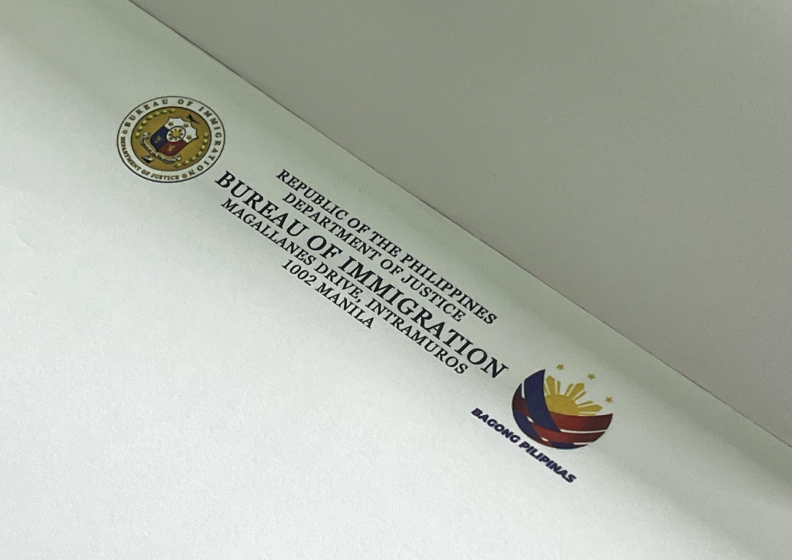 BUREAU OF IMMIGRATION
DEPARTMENT OF JUSTICE
REPUBLIC OF THE PHILIPPINES
DEPARTMENT OF JUSTICE
BUREAU OF IMMIGRATION
MAGALLANES DRIVE, INTRAMUROS
1002 MANILA
BAGONG PILIPINAS